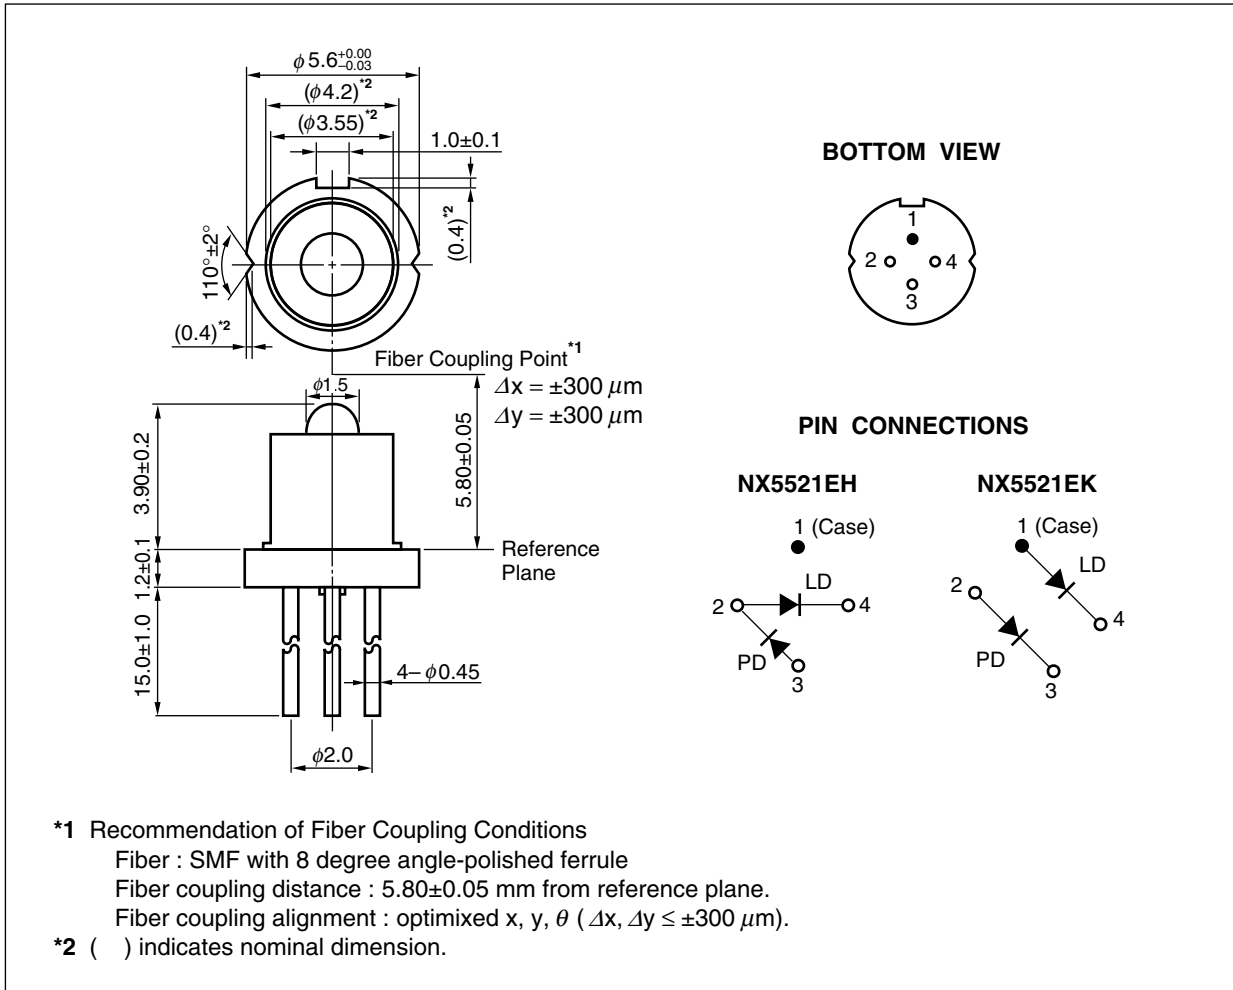 φ5.6+0.00 −0.03
(φ4.2)*2
(φ3.55)*2
1.0±0.1
(0.4)*2
110°±2°
(0.4)*2
Fiber Coupling Point*1
Δx = ±300 μm
Δy = ±300 μm
φ1.5
3.90±0.2
5.80±0.05
1.2±0.1
Reference
Plane
15.0±1.0
4–φ0.45
φ2.0
BOTTOM VIEW
1
2
4
3
PIN CONNECTIONS
NX5521EH
1 (Case)
LD
2
4
PD
3
NX5521EK
1 (Case)
LD
2
4
PD
3
*1 Recommendation of Fiber Coupling Conditions
Fiber : SMF with 8 degree angle-polished ferrule
Fiber coupling distance : 5.80±0.05 mm from reference plane.
Fiber coupling alignment : optimixed x, y, θ ( Δx, Δy ≤ ±300 μm).
*2 ( ) indicates nominal dimension.